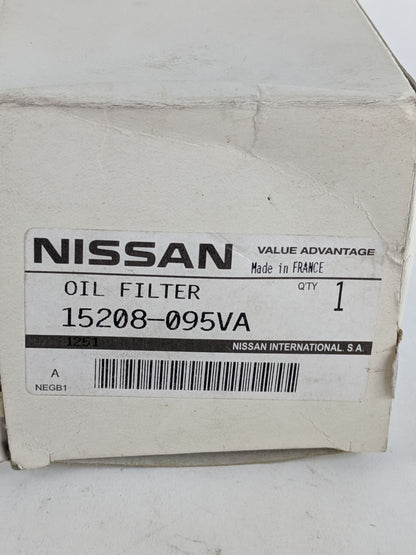 NISSAN VALUE ADVANTAGE
Made in FRANCE
OIL FILTER QTY 1
15208-095VA
1251 NISSAN INTERNATIONAL S.A.
A
NEGB1